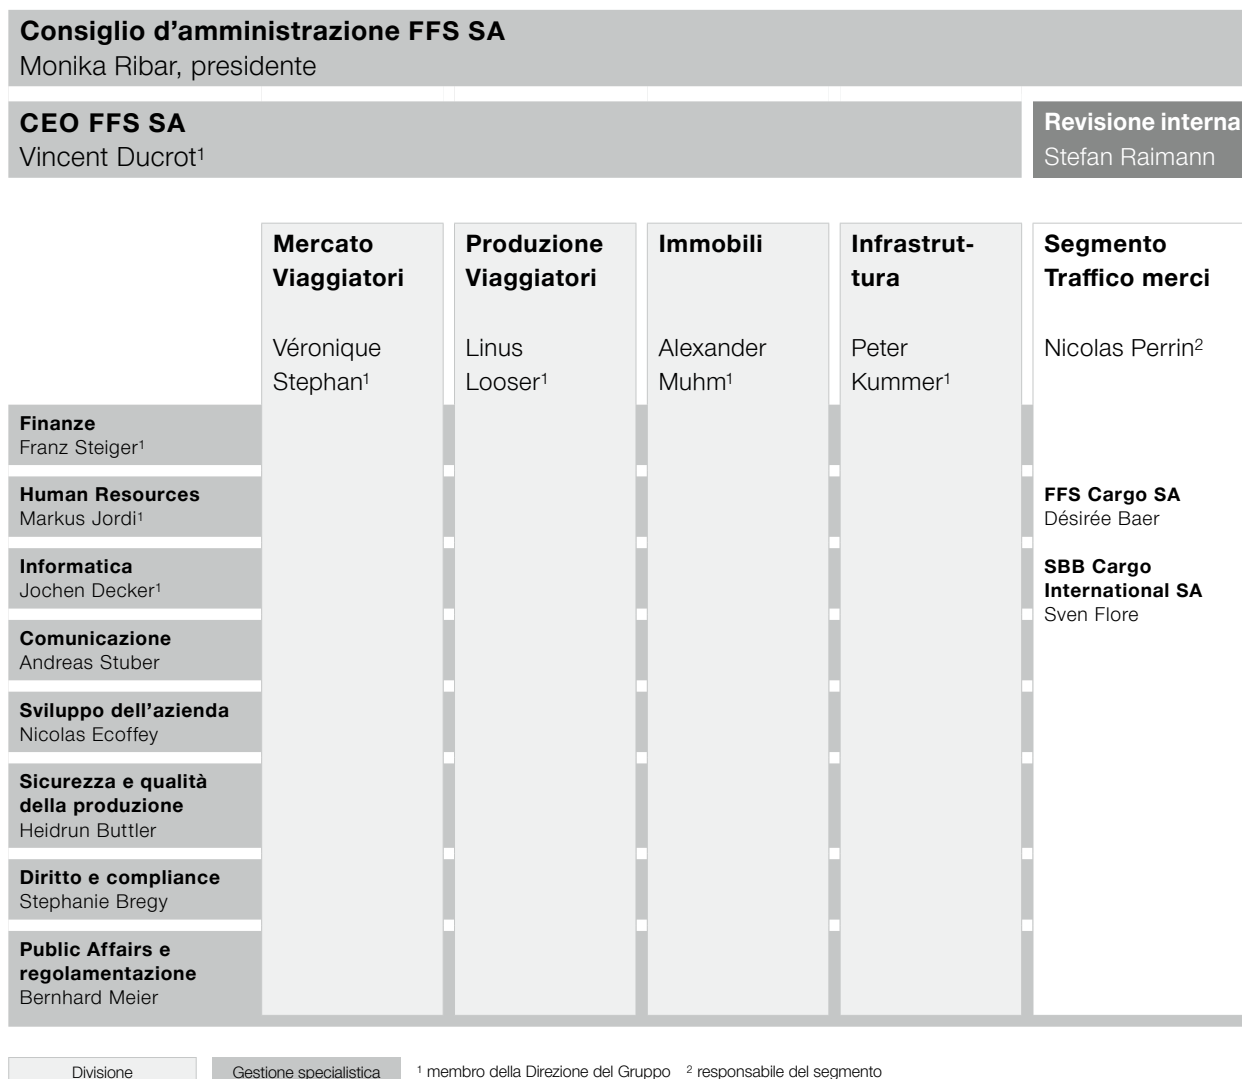 Consiglio d’amministrazione FFS SA
Monika Ribar, presidente
CEO FFS SA
Vincent Ducrot¹
Revisione interna
Stefan Raimann
Mercato
Viaggiatori
Véronique
Stephan¹
Produzione
Viaggiatori
Linus
Looser¹
Immobili
Alexander
Muhm¹
Infrastrut-
tura
Peter
Kummer¹
Segmento
Traffico merci
Nicolas Perrin²
Finanze
Franz Steiger¹
Human Resources
Markus Jordi¹
Informatica
Jochen Decker¹
Comunicazione
Andreas Stuber
Sviluppo dell’azienda
Nicolas Ecoffey
Sicurezza e qualità
della produzione
Heidrun Buttler
Diritto e compliance
Stephanie Bregy
Public Affairs e
regolamentazione
Bernhard Meier
FFS Cargo SA
Désirée Baer
SBB Cargo
International SA
Sven Flore
Divisione
Gestione specialistica
¹ membro della Direzione del Gruppo ² responsabile del segmento